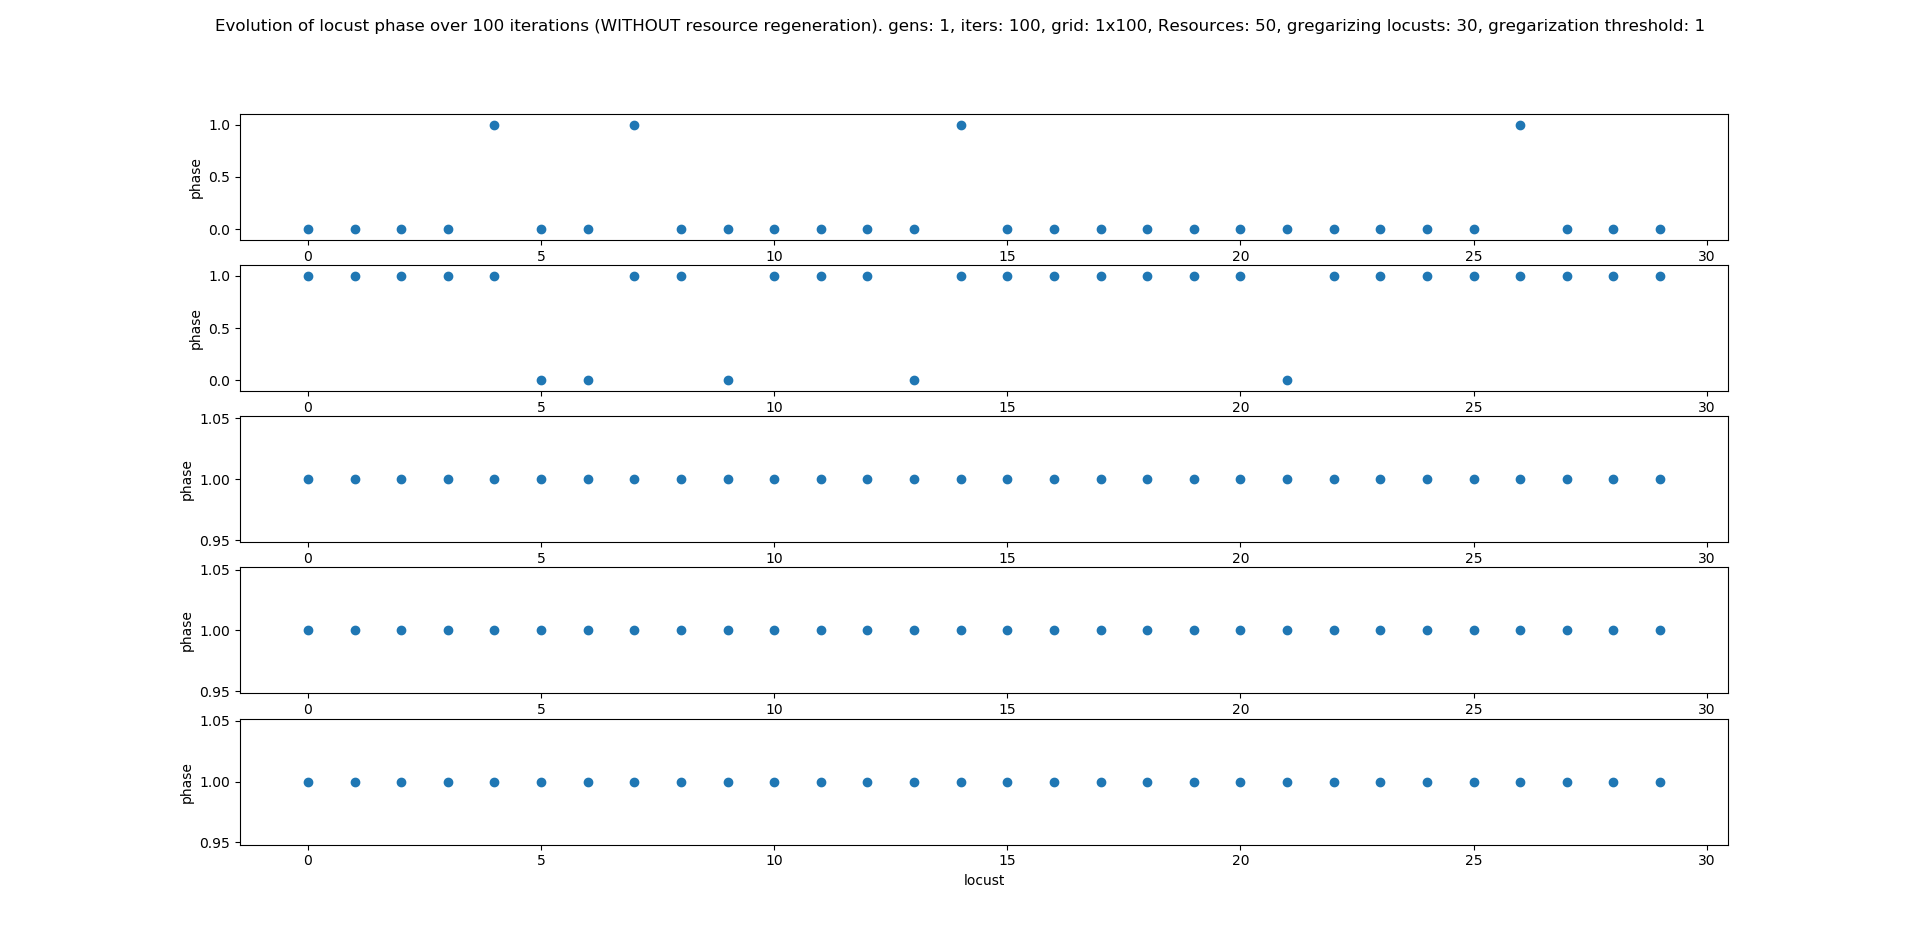 Evolution of locust phase over 100 iterations (WITHOUT resource regeneration). gens: 1, iters: 100, grid: 1x100, Resources: 50, gregarizing locusts: 30, gregarization threshold: 1
1.0
0.5
0.0
phase
0 5 10 15 20 25 30
1.0
0.5
0.0
phase
0 5 10 15 20 25 30
1.05
1.00
0.95
phase
0 5 10 15 20 25 30
1.05
1.00
0.95
phase
0 5 10 15 20 25 30
1.05
1.00
0.95
phase
0 5 10 15 20 25 30
locust